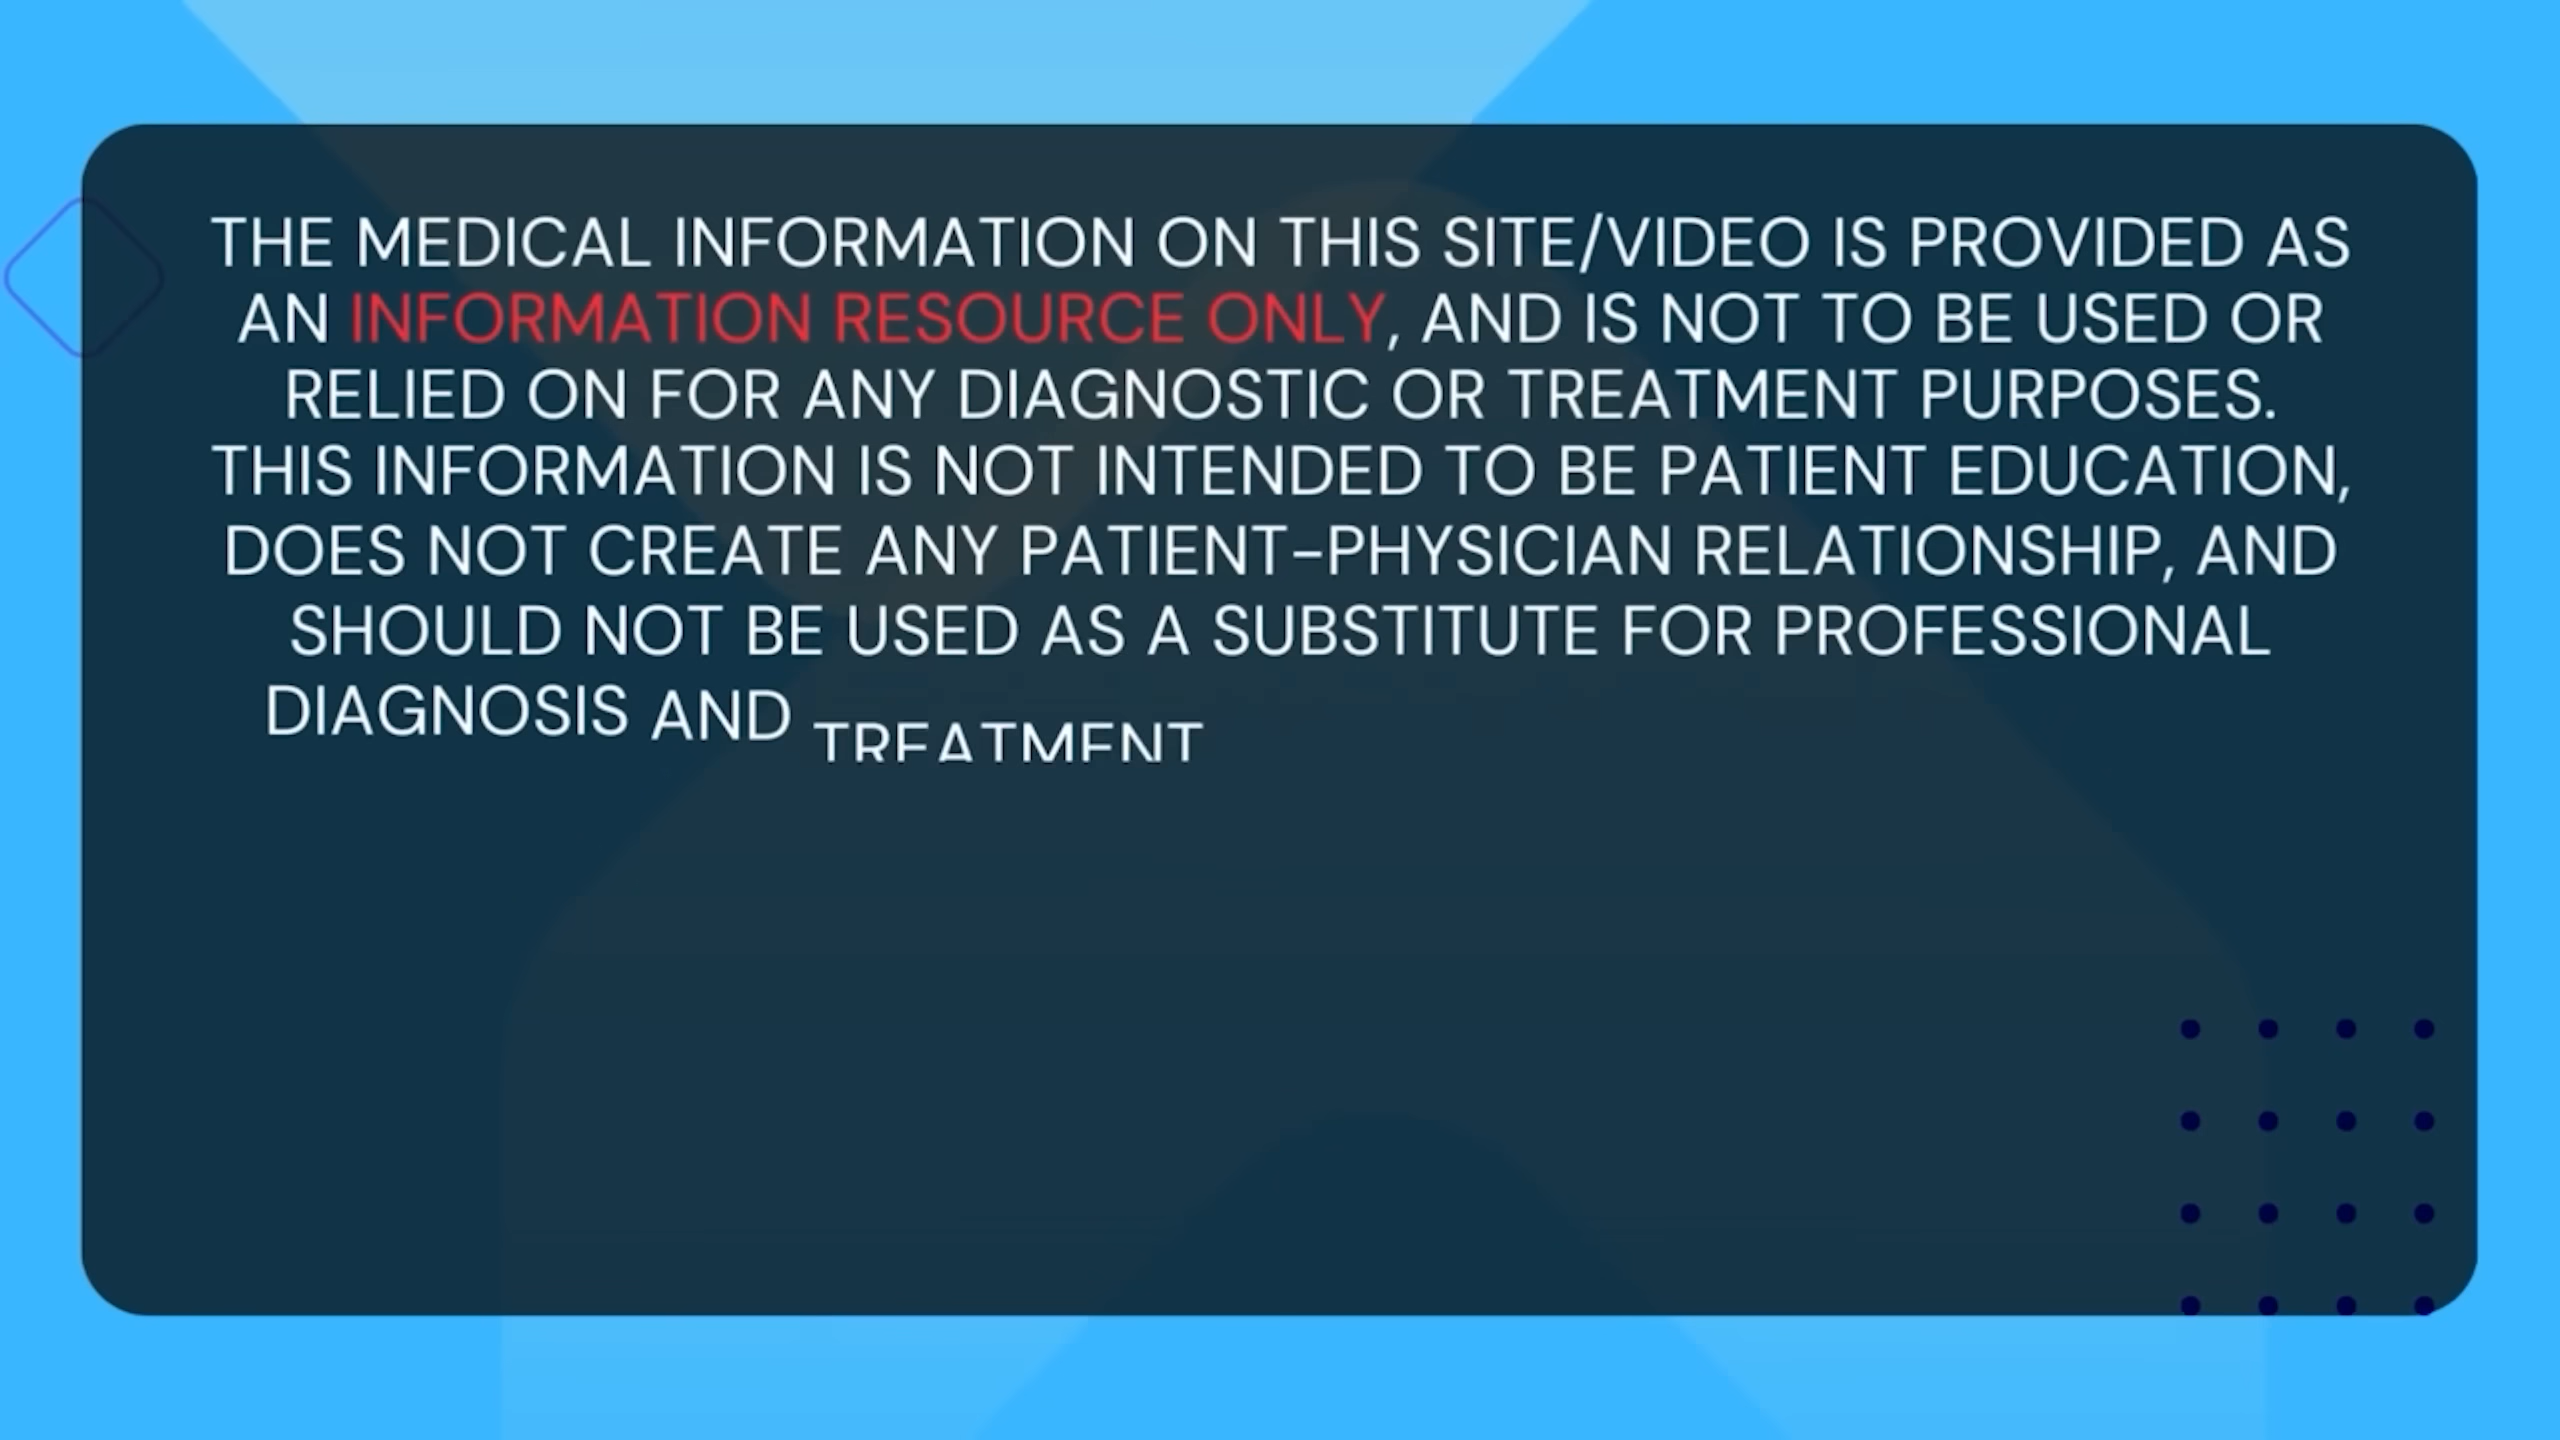 THE MEDICAL INFORMATION ON THIS SITE/VIDEO IS PROVIDED AS
AN INFORMATION RESOURCE ONLY, AND IS NOT TO BE USED OR
RELIED ON FOR ANY DIAGNOSTIC OR TREATMENT PURPOSES.
THIS INFORMATION IS NOT INTENDED TO BE PATIENT EDUCATION,
DOES NOT CREATE ANY PATIENT-PHYSICIAN RELATIONSHIP, AND
SHOULD NOT BE USED AS A SUBSTITUTE FOR PROFESSIONAL
DIAGNOSIS AND TREATMENT